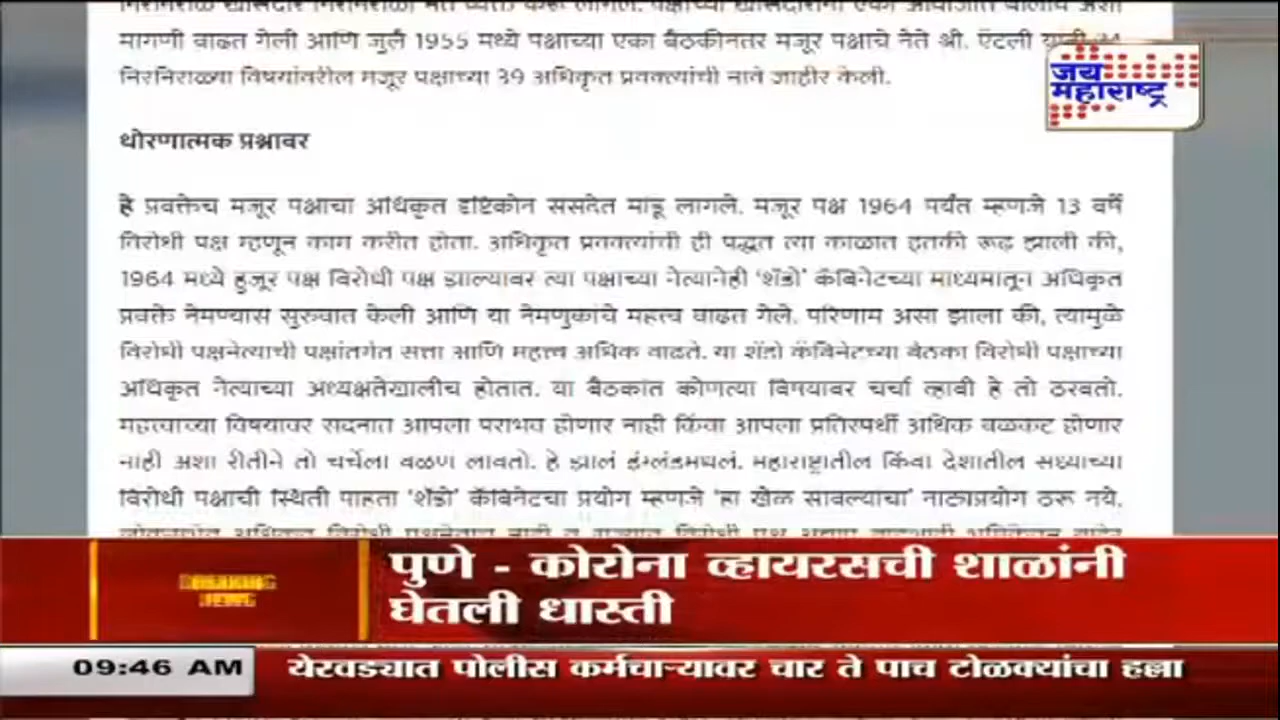 मागणी वाढत गेली आणि जुलै 1955 मध्ये पक्षाच्या एका बैठकीनंतर मजूर पक्षाचे नेते श्री. ऍटली
निरनिराळ्या विषयांवरील मजूर पक्षाच्या 39 अधिकृत प्रवक्त्यांची नावे जाहीर केली.
जय
महाराष्ट्र
धोरणात्मक प्रश्नावर
हे प्रवक्तेच मजूर पक्षाचा अधिकृत दृष्टिकोन संसदेत मांडू लागले. मजूर पक्ष 1964 पर्यंत म्हणजे 13 वर्षे
विरोधी पक्ष म्हणून काम करीत होता. अधिकृत प्रवक्त्यांची ही पद्धत त्या काळात इतकी रूढ झाली की,
1964 मध्ये हुजूर पक्ष विरोधी पक्ष झाल्यावर त्या पक्षाच्या नेत्यानेही 'शॅडो' कॅबिनेटच्या माध्यमातून अधिकृत
प्रवक्ते नेमण्यास सुरुवात केली आणि या नेमणुकांचे महत्त्व वाढत गेले. परिणाम असा झाला की, त्यामुळे
विरोधी पक्षनेत्याची पक्षांतर्गत सत्ता आणि महत्त्व अधिक वाढते. या शॅडो कॅबिनेटच्या बैठका विरोधी पक्षाच्या
अधिकृत नेत्याच्या अध्यक्षतेखालीच होतात. या बैठकांत कोणत्या विषयावर चर्चा व्हावी हे तो ठरवतो.
महत्वाच्या विषयावर सदनात आपला पराभव होणार नाही किंवा आपला प्रतिस्पर्धी अधिक बळकट होणार
नाही अशा रीतीने तो चर्चेला वळण लावतो. हे झालं इंग्लंडमधलं. महाराष्ट्रातील किंवा देशातील सध्याच्या
विरोधी पक्षाची स्थिती पाहता 'शॅडो' कॅबिनेटचा प्रयोग म्हणजे 'हा खेळ सावल्यांचा' नाट्यप्रयोग ठरू नये.
BREAKING
NEWS
पुणे - कोरोना व्हायरसची शाळांनी
घेतली धास्ती
09:46 AM
येरवड्यात पोलीस कर्मचाऱ्यावर चार ते पाच टोळक्यांचा हल्ला